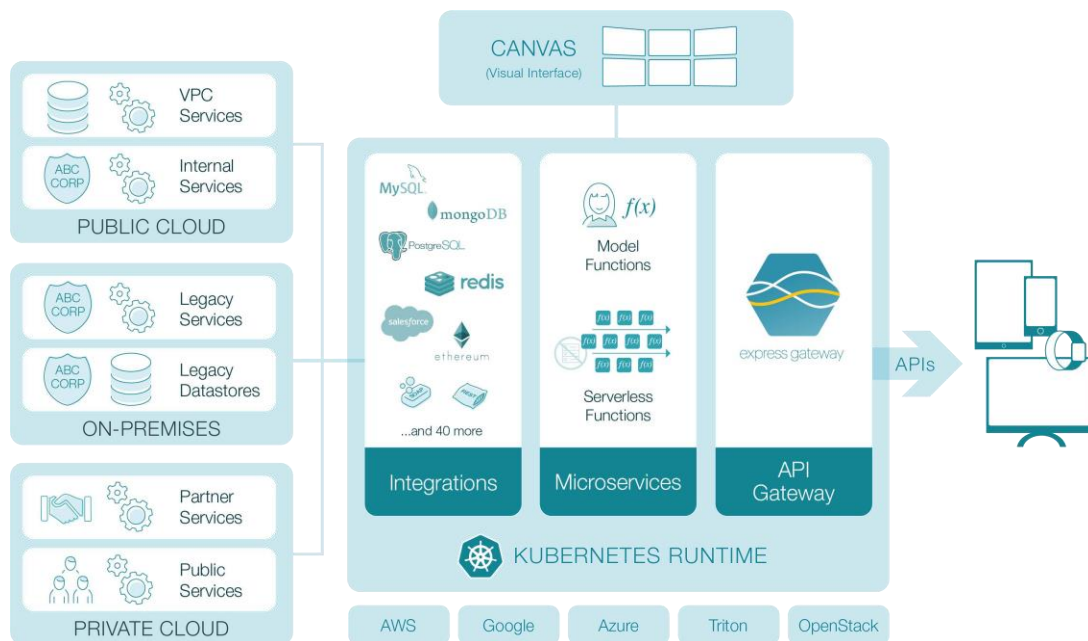 CANVAS
(Visual Interface)
VPC
Services
ABC
CORP
Internal
Services
PUBLIC CLOUD
ABC
CORP
Legacy
Services
ABC
CORP
Legacy
Datastores
ON-PREMISES
Partner
Services
Public
Services
PRIVATE CLOUD
MySQL
mongoDB
PostgreSQL
redis
salesforce
ethereum
SOAP
REST
...and 40 more
Integrations
f(x)
Model
Functions
f(x) f(x) f(x)
f(x) f(x) f(x) f(x)
f(x) f(x) f(x)
Serverless
Functions
Microservices
express gateway
API
Gateway
APIs
KUBERNETES RUNTIME
AWS
Google
Azure
Triton
OpenStack